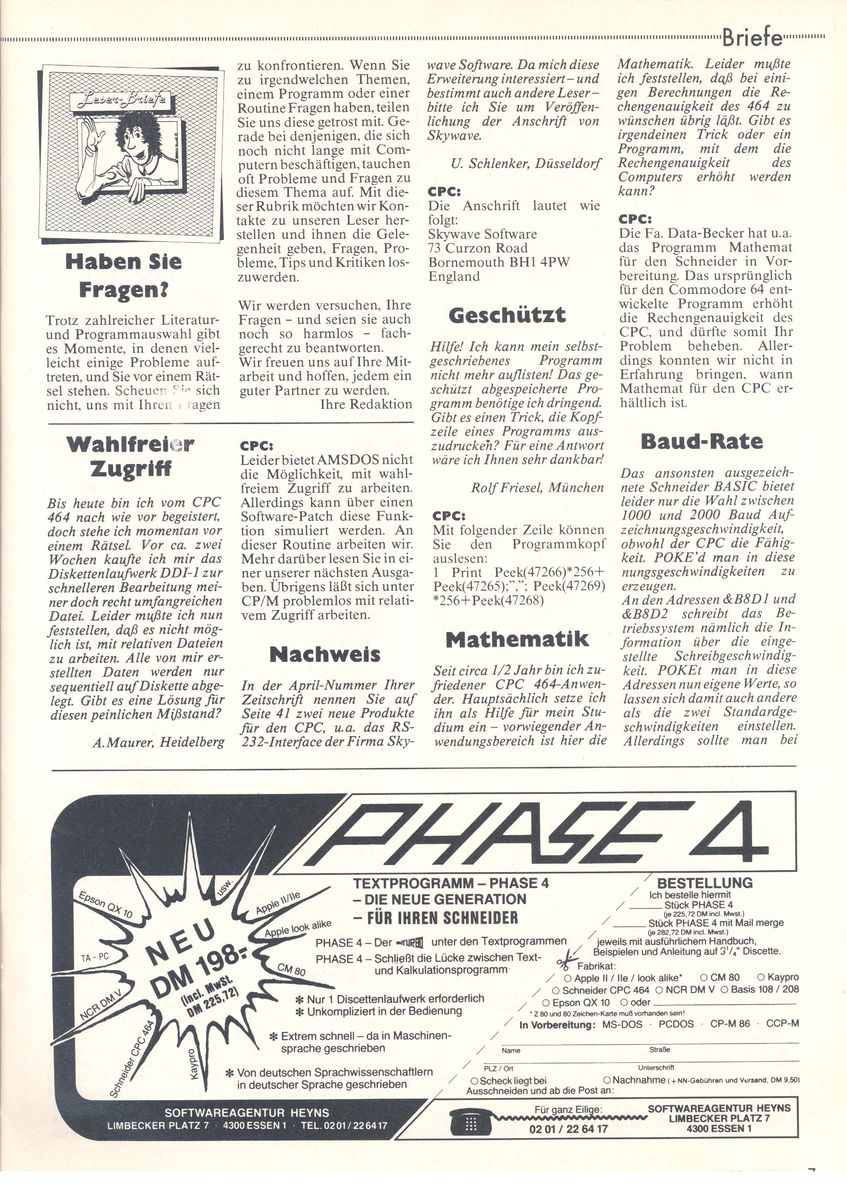 Briefe
Leser-Briefe
Haben Sie
Fragen?
Trotz zahlreicher Literatur-
und Programmauswahl gibt
es Momente, in denen viel-
leicht einige Probleme auf-
treten, und Sie vor einem Rät-
sel stehen. Scheuen Sie sich
nicht, uns mit Ihren Fragen
zu konfrontieren. Wenn Sie
zu irgendwelchen Themen,
einem Programm oder einer
Routine Fragen haben, teilen
Sie uns diese getrost mit. Ge-
rade bei denjenigen, die sich
noch nicht lange mit Com-
putern beschäftigen, tauchen
oft Probleme und Fragen zu
diesem Thema auf. Mit die-
ser Rubrik möchten wir Kon-
takte zu unseren Leser her-
stellen und ihnen die Gele-
genheit geben, Fragen, Pro-
bleme, Tips und Kritiken los-
zuwerden.
Wir werden versuchen, Ihre
Fragen – und seien sie auch
noch so harmlos – fach-
gerecht zu beantworten.
Wir freuen uns auf Ihre Mit-
arbeit und hoffen, jedem ein
guter Partner zu werden.
Ihre Redaktion
Wahlfreier
Zugriff
Bis heute bin ich vom CPC
464 nach wie vor begeistert,
doch stehe ich momentan vor
einem Rätsel. Vor ca. zwei
Wochen kaufte ich mir das
Diskettenlaufwerk DDI-1 zur
schnelleren Bearbeitung mei-
ner doch recht umfangreichen
Datei. Leider mußte ich nun
feststellen, daß es nicht mög-
lich ist, mit relativen Dateien
zu arbeiten. Alle von mir er-
stellten Daten werden nur
sequentiell auf Diskette abge-
legt. Gibt es eine Lösung für
diesen peinlichen Mißstand?
A. Maurer, Heidelberg
CPC:
Leider bietet AMSDOS nicht
die Möglichkeit, mit wahl-
freiem Zugriff zu arbeiten.
Allerdings kann über einen
Software-Patch diese Funk-
tion simuliert werden. An
dieser Routine arbeiten wir.
Mehr darüber lesen Sie in ei-
ner unserer nächsten Ausga-
ben. Übrigens läßt sich unter
CP/M problemlos mit relati-
vem Zugriff arbeiten.
Nachweis
In der April-Nummer Ihrer
Zeitschrift nennen Sie auf
Seite 41 zwei neue Produkte
für den CPC, u.a. das RS-
232-Interface der Firma Sky-
wave Software. Da mich diese
Erweiterung interessiert – und
bestimmt auch andere Leser –
bitte ich Sie um Veröffen-
lichung der Anschrift von
Skywave.
U. Schlenker, Düsseldorf
CPC:
Die Anschrift lautet wie
folgt:
Skywave Software
73 Curzon Road
Bornemouth BH1 4PW
England
Geschützt
Hilfe! Ich kann mein selbst-
geschriebenes Programm
nicht mehr auflisten! Das ge-
schützt abgespeicherte Pro-
gramm benötige ich dringend.
Gibt es einen Trick, die Kopf-
zeile eines Programms aus-
zudrucken? Für eine Antwort
wäre ich Ihnen sehr dankbar!
Rolf Friesel, München
CPC:
Mit folgender Zeile können
Sie den Programmkopf
auslesen:
1 Print Peek(47266)*256+
Peek(47265);","; Peek(47269)
*256+Peek(47268)
Mathematik
Seit circa 1/2 Jahr bin ich zu-
friedener CPC 464-Anwen-
der. Hauptsächlich setze ich
ihn als Hilfe für mein Stu-
dium ein – vorwiegender An-
wendungsbereich ist hier die
Mathematik. Leider mußte
ich feststellen, daß bei eini-
gen Berechnungen die Re-
chengenauigkeit des 464 zu
wünschen übrig läßt. Gibt es
irgendeinen Trick oder ein
Programm, mit dem die
Rechengenauigkeit des
Computers erhöht werden
kann?
CPC:
Die Fa. Data-Becker hat u.a.
das Programm Mathemat
für den Schneider in Vor-
bereitung. Das ursprünglich
für den Commodore 64 ent-
wickelte Programm erhöht
die Rechengenauigkeit des
CPC, und dürfte somit Ihr
Problem beheben. Aller-
dings konnten wir nicht in
Erfahrung bringen, wann
Mathemat für den CPC er-
hältlich ist.
Baud-Rate
Das ansonsten ausgezeich-
nete Schneider BASIC bietet
leider nur die Wahl zwischen
1000 und 2000 Baud Auf-
zeichnungsgeschwindigkeit,
obwohl der CPC die Fähig-
keit. POKE'd man in diese
nungsgeschwindigkeiten zu
erzeugen.
An den Adressen &B8D1 und
&B8D2 schreibt das Be-
triebssystem nämlich die In-
formation über die einge-
stellte Schreibgeschwindig-
keit. POKEt man in diese
Adressen nun eigene Werte, so
lassen sich damit auch andere
als die zwei Standardge-
schwindigkeiten einstellen.
Allerdings sollte man bei
PHASE 4
NEU
DM 198,-
(incl. MwSt.
DM 225,72)
Epson QX 10
TA - PC
NCR DM V
Schneider CPC 464
Kaypro
CM 80
Apple look alike
Apple II/IIe
usw.
TEXTPROGRAMM – PHASE 4
– DIE NEUE GENERATION
– FÜR IHREN SCHNEIDER
PHASE 4 – Der TURBO unter den Textprogrammen
PHASE 4 – Schließt die Lücke zwischen Text-
und Kalkulationsprogramm
* Nur 1 Discettenlaufwerk erforderlich
* Unkompliziert in der Bedienung
* Extrem schnell – da in Maschinen-
sprache geschrieben
* Von deutschen Sprachwissenschaftlern
in deutscher Sprache geschrieben
BESTELLUNG
Ich bestelle hiermit
Stück PHASE 4
(je 225,72 DM incl. Mwst.)
Stück PHASE 4 mit Mail merge
(je 282,72 DM incl. Mwst.)
jeweils mit ausführlichem Handbuch,
Beispielen und Anleitung auf 5¼" Discette.
Fabrikat:
O Apple II / IIe / look alike* O CM 80 O Kaypro
O Schneider CPC 464 O NCR DM V O Basis 108 / 208
O Epson QX 10 O oder
* Z 80 und 80 Zeichen-Karte muß vorhanden sein!
In Vorbereitung: MS-DOS · PCDOS · CP-M 86 · CCP-M
Name Straße
PLZ / Ort Unterschrift
O Scheck liegt bei O Nachnahme (+NN-Gebühren und Versand, DM 9,50)
Ausschneiden und ab die Post an:
SOFTWAREAGENTUR HEYNS
LIMBECKER PLATZ 7 · 4300 ESSEN 1 · TEL. 02 01 / 22 64 17
Für ganz Eilige:
02 01 / 22 64 17
SOFTWAREAGENTUR HEYNS
LIMBECKER PLATZ 7
4300 ESSEN 1